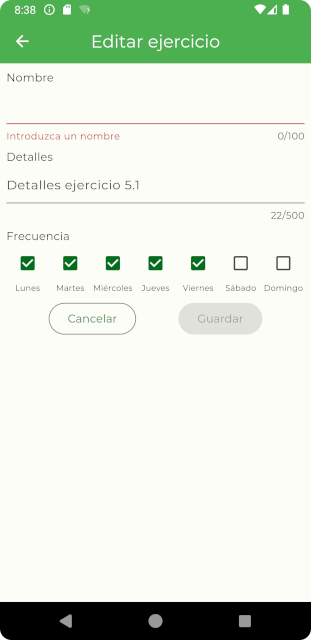 8:38
Editar ejercicio
Nombre
Introduzca un nombre 0/100
Detalles
Detalles ejercicio 5.1
22/500
Frecuencia
Lunes Martes Miércoles Jueves Viernes Sábado Domingo
Cancelar Guardar